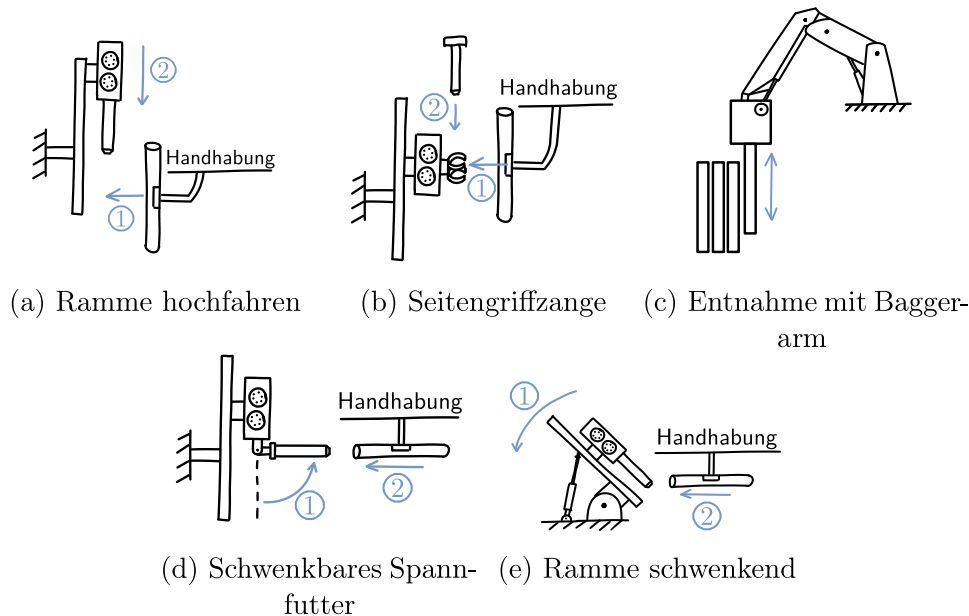 ②
Handhabung
①
Handhabung
②
①
(a) Ramme hochfahren
(b) Seitengriffzange
(c) Entnahme mit Bagger-
arm
Handhabung
①
②
①
Handhabung
②
(d) Schwenkbares Spann-
futter
(e) Ramme schwenkend